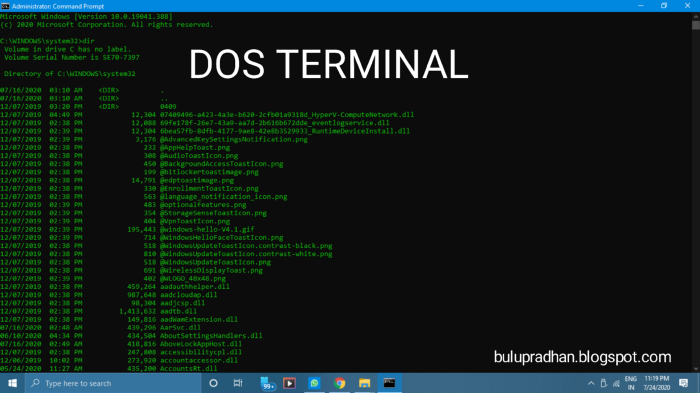 Administrator: Command Prompt
Microsoft Windows [Version 10.0.19041.388]
(c) 2020 Microsoft Corporation. All rights reserved.
C:\WINDOWS\system32>dir
Volume in drive C has no label.
Volume Serial Number is 5E70-7397
DOS TERMINAL
Directory of C:\WINDOWS\system32
07/16/2020 03:10 AM <DIR> .
07/16/2020 03:10 AM <DIR> ..
12/07/2019 03:20 PM <DIR> 0409
12/07/2019 04:49 PM 12,304 07409496-a423-4a3e-b620-2cfb01a9318d_HyperV-ComputeNetwork.dll
12/07/2019 02:39 PM 12,088 69fe178f-26e7-43a9-aa7d-2b616b672dde_eventlogservice.dll
12/07/2019 02:39 PM 12,304 6bea57fb-8dfb-4177-9ae8-42e8b3529933_RuntimeDeviceInstall.dll
12/07/2019 02:39 PM 3,176 @AdvancedKeySettingsNotification.png
12/07/2019 02:38 PM 232 @AppHelpToast.png
12/07/2019 02:38 PM 308 @AudioToastIcon.png
12/07/2019 02:39 PM 450 @BackgroundAccessToastIcon.png
12/07/2019 02:38 PM 199 @bitlockertoastimage.png
12/07/2019 02:38 PM 14,791 @edptoastimage.png
12/07/2019 02:38 PM 330 @EnrollmentToastIcon.png
12/07/2019 02:38 PM 563 @language_notification_icon.png
12/07/2019 02:39 PM 483 @optionalfeatures.png
12/07/2019 02:39 PM 354 @StorageSenseToastIcon.png
12/07/2019 02:39 PM 404 @VpnToastIcon.png
12/07/2019 02:38 PM 195,443 @windows-hello-V4.1.gif
12/07/2019 02:39 PM 714 @WindowsHelloFaceToastIcon.png
12/07/2019 02:38 PM 518 @WindowsUpdateToastIcon.contrast-black.png
12/07/2019 02:38 PM 810 @WindowsUpdateToastIcon.contrast-white.png
12/07/2019 02:38 PM 518 @WindowsUpdateToastIcon.png
12/07/2019 02:38 PM 691 @WirelessDisplayToast.png
12/07/2019 02:39 PM 402 @WLOGO_48x48.png
12/07/2019 02:38 PM 459,264 aadauthhelper.dll
12/07/2019 02:38 PM 987,648 aadcloudap.dll
12/07/2019 02:38 PM 98,304 aadjcsp.dll
12/07/2019 02:38 PM 1,413,632 aadtb.dll
12/07/2019 02:38 PM 149,816 aadWamExtension.dll
07/16/2020 02:48 AM 439,296 AarSvc.dll
06/10/2020 04:34 AM 434,504 AboutSettingsHandlers.dll
07/16/2020 02:49 AM 418,816 AboveLockAppHost.dll
12/07/2019 02:38 PM 247,808 accessibilitycpl.dll
12/06/2019 10:02 PM 273,920 accountaccessor.dll
05/24/2020 11:27 AM 435,200 AccountsRt.dll
bulupradhan.blogspot.com
Type here to search
99+
ENG
IN
11:19 PM
7/24/2020